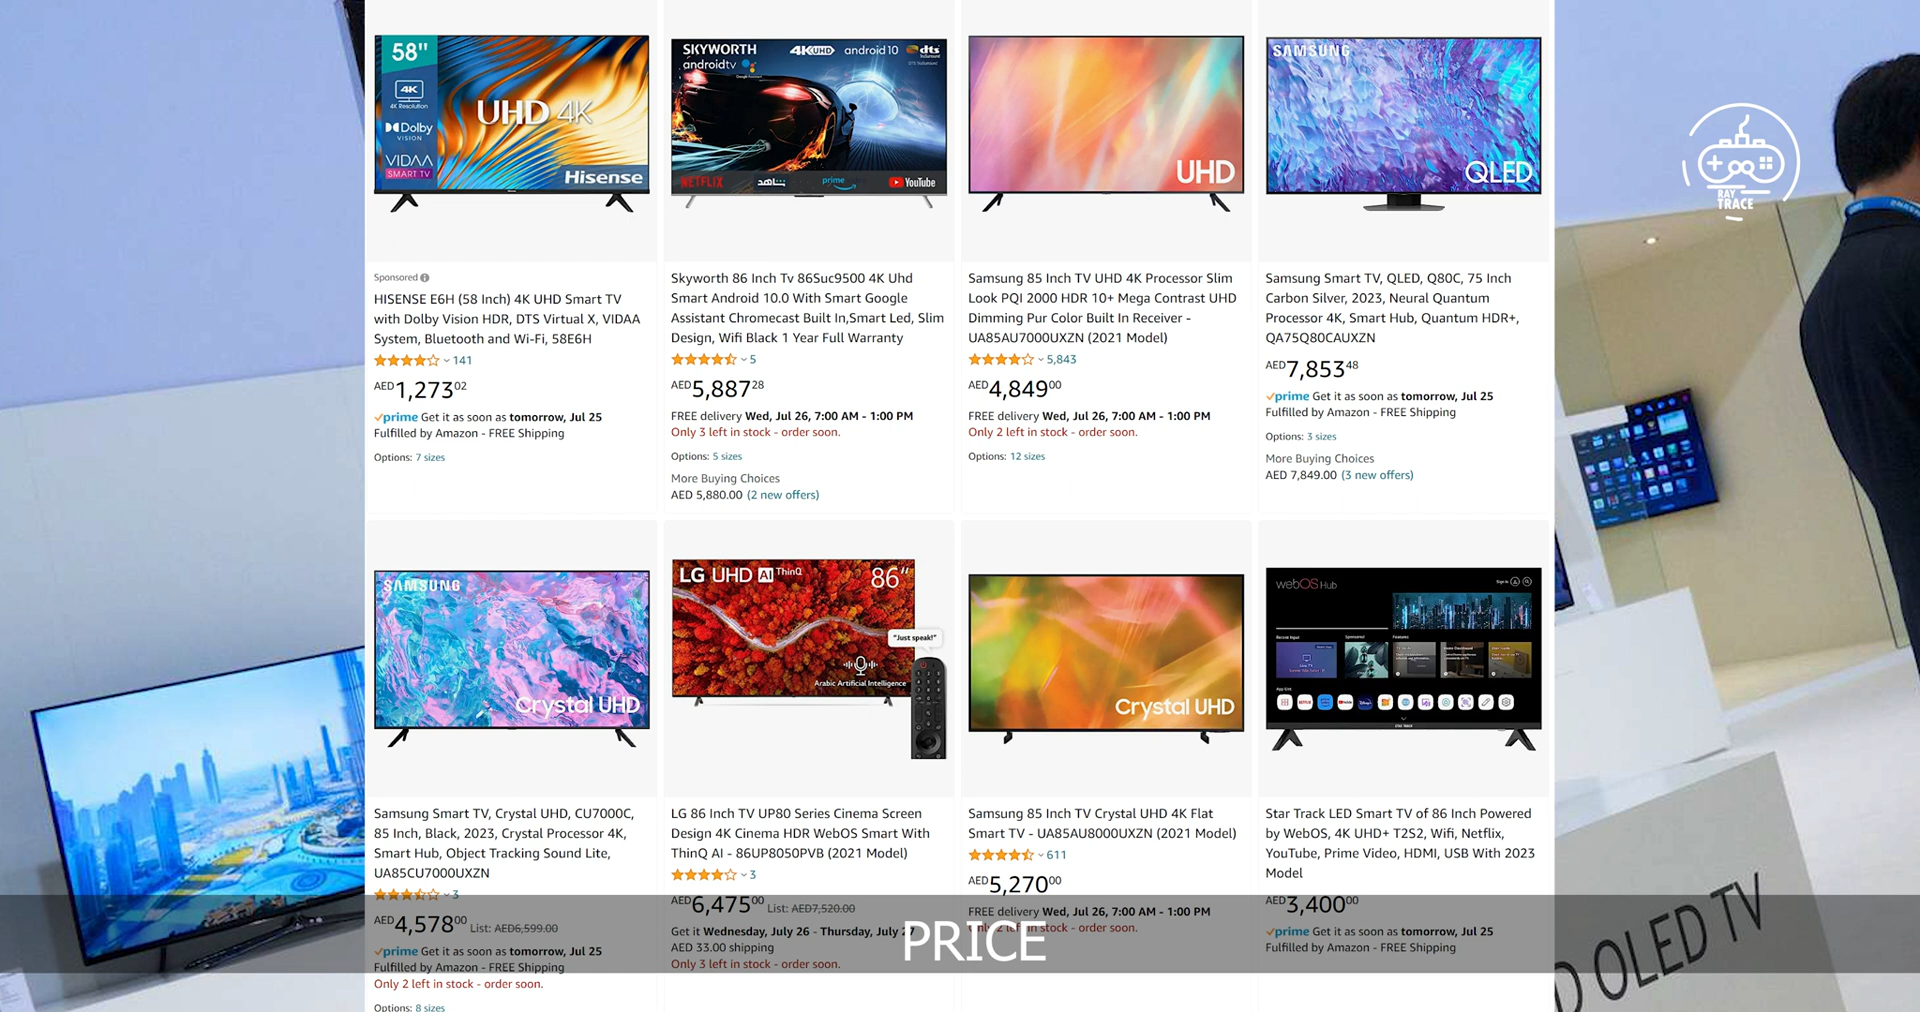 58"
4K
4K Resolution
Dolby
VISION
VIDAA
SMART TV
UHD 4K
Hisense
Sponsored
HISENSE E6H (58 Inch) 4K UHD Smart TV
with Dolby Vision HDR, DTS Virtual X, VIDAA
System, Bluetooth and Wi-Fi, 58E6H
141
AED1,27302
prime Get it as soon as tomorrow, Jul 25
Fulfilled by Amazon - FREE Shipping
Options: 7 sizes
SKYWORTH
androidtv
4K UHD
android 10
dts
Google Assistant
NETFLIX
شاهد
prime
YouTube
Skyworth 86 Inch Tv 86Suc9500 4K Uhd
Smart Android 10.0 With Smart Google
Assistant Chromecast Built In,Smart Led, Slim
Design, Wifi Black 1 Year Full Warranty
5
AED5,88728
FREE delivery Wed, Jul 26, 7:00 AM - 1:00 PM
Only 3 left in stock - order soon.
Options: 5 sizes
More Buying Choices
AED 5,880.00 (2 new offers)
UHD
Samsung 85 Inch TV UHD 4K Processor Slim
Look PQI 2000 HDR 10+ Mega Contrast UHD
Dimming Pur Color Built In Receiver -
UA85AU7000UXZN (2021 Model)
5,843
AED4,84900
FREE delivery Wed, Jul 26, 7:00 AM - 1:00 PM
Only 2 left in stock - order soon.
Options: 12 sizes
SAMSUNG
QLED
Samsung Smart TV, QLED, Q80C, 75 Inch
Carbon Silver, 2023, Neural Quantum
Processor 4K, Smart Hub, Quantum HDR+,
QA75Q80CAUXZN
AED7,85348
prime Get it as soon as tomorrow, Jul 25
Fulfilled by Amazon - FREE Shipping
Options: 3 sizes
More Buying Choices
AED 7,849.00 (3 new offers)
RAY
TRACE
SAMSUNG
Crystal UHD
Samsung Smart TV, Crystal UHD, CU7000C,
85 Inch, Black, 2023, Crystal Processor 4K,
Smart Hub, Object Tracking Sound Lite,
UA85CU7000UXZN
3
AED4,57800 List: AED6,599.00
prime Get it as soon as tomorrow, Jul 25
Fulfilled by Amazon - FREE Shipping
Only 2 left in stock - order soon.
Options: 8 sizes
LG UHD AI ThinQ
86"
"Just speak!"
Arabic Artificial Intelligence
LG 86 Inch TV UP80 Series Cinema Screen
Design 4K Cinema HDR WebOS Smart With
ThinQ AI - 86UP8050PVB (2021 Model)
3
AED6,47500 List: AED7,520.00
Get it Wednesday, July 26 - Thursday, July 27
AED 33.00 shipping
Only 3 left in stock - order soon.
Crystal UHD
Samsung 85 Inch TV Crystal UHD 4K Flat
Smart TV - UA85AU8000UXZN (2021 Model)
611
AED5,27000
FREE delivery Wed, Jul 26, 7:00 AM - 1:00 PM
Only 2 left in stock - order soon.
webOS Hub
Star Track LED Smart TV of 86 Inch Powered
by WebOS, 4K UHD+ T2S2, Wifi, Netflix,
YouTube, Prime Video, HDMI, USB With 2023
Model
AED3,40000
prime Get it as soon as tomorrow, Jul 25
Fulfilled by Amazon - FREE Shipping
PRICE
D OLED TV